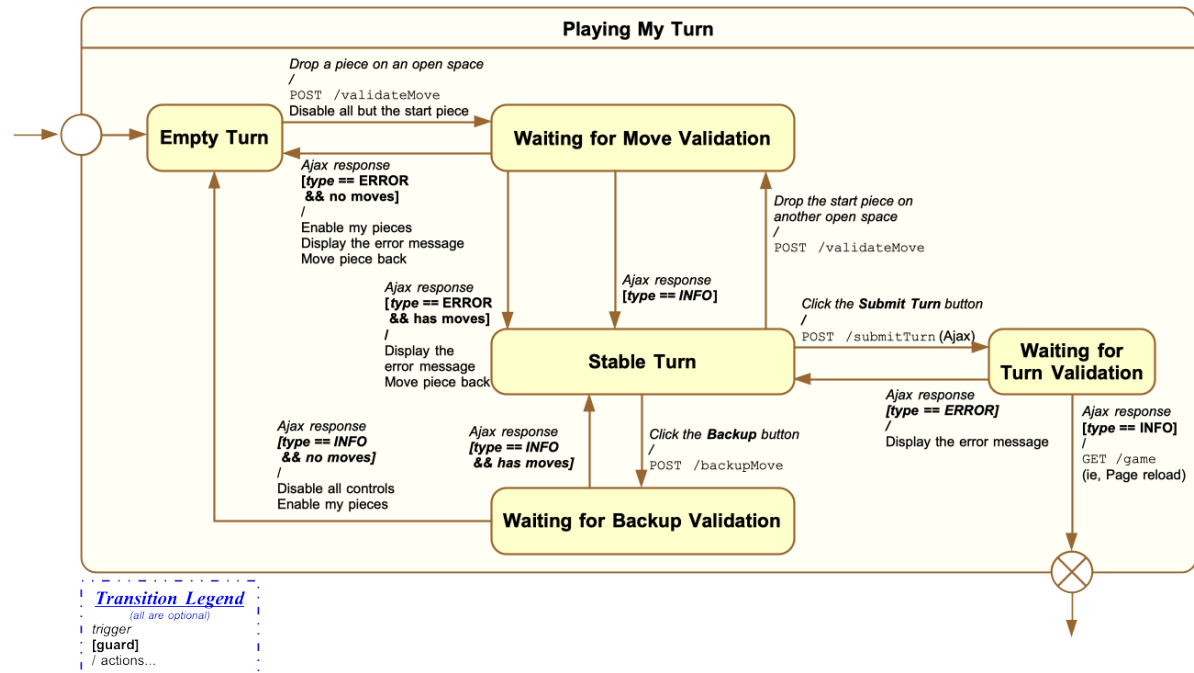 Playing My Turn
Drop a piece on an open space
/
POST /validateMove
Disable all but the start piece
Empty Turn
Waiting for Move Validation
Ajax response
[type == ERROR
&& no moves]
/
Enable my pieces
Display the error message
Move piece back
Drop the start piece on
another open space
/
POST /validateMove
Ajax response
[type == ERROR
&& has moves]
/
Display the
error message
Move piece back
Ajax response
[type == INFO]
Click the Submit Turn button
/
POST /submitTurn (Ajax)
Stable Turn
Waiting for
Turn Validation
Ajax response
[type == ERROR]
/
Display the error message
Ajax response
[type == INFO]
/
GET /game
(ie, Page reload)
Ajax response
[type == INFO
&& no moves]
/
Disable all controls
Enable my pieces
Ajax response
[type == INFO
&& has moves]
Click the Backup button
/
POST /backupMove
Waiting for Backup Validation
Transition Legend
(all are optional)
trigger
[guard]
/ actions...